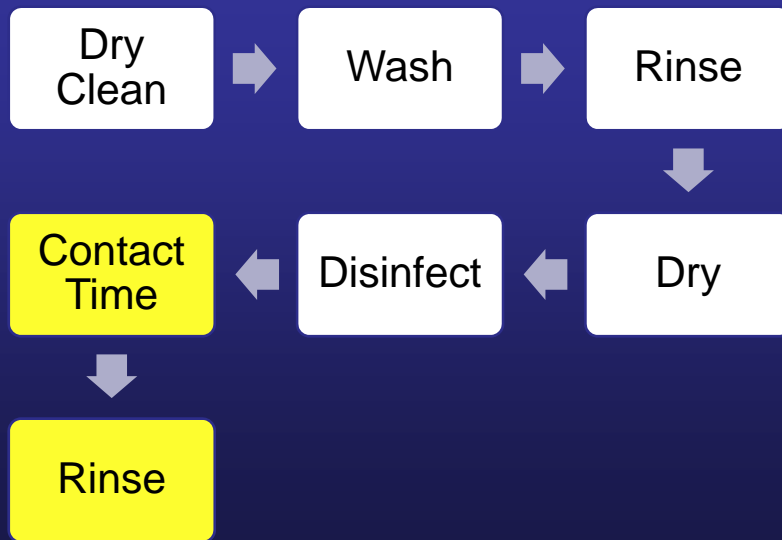 Dry
Clean
Wash
Rinse
Dry
Disinfect
Contact
Time
Rinse